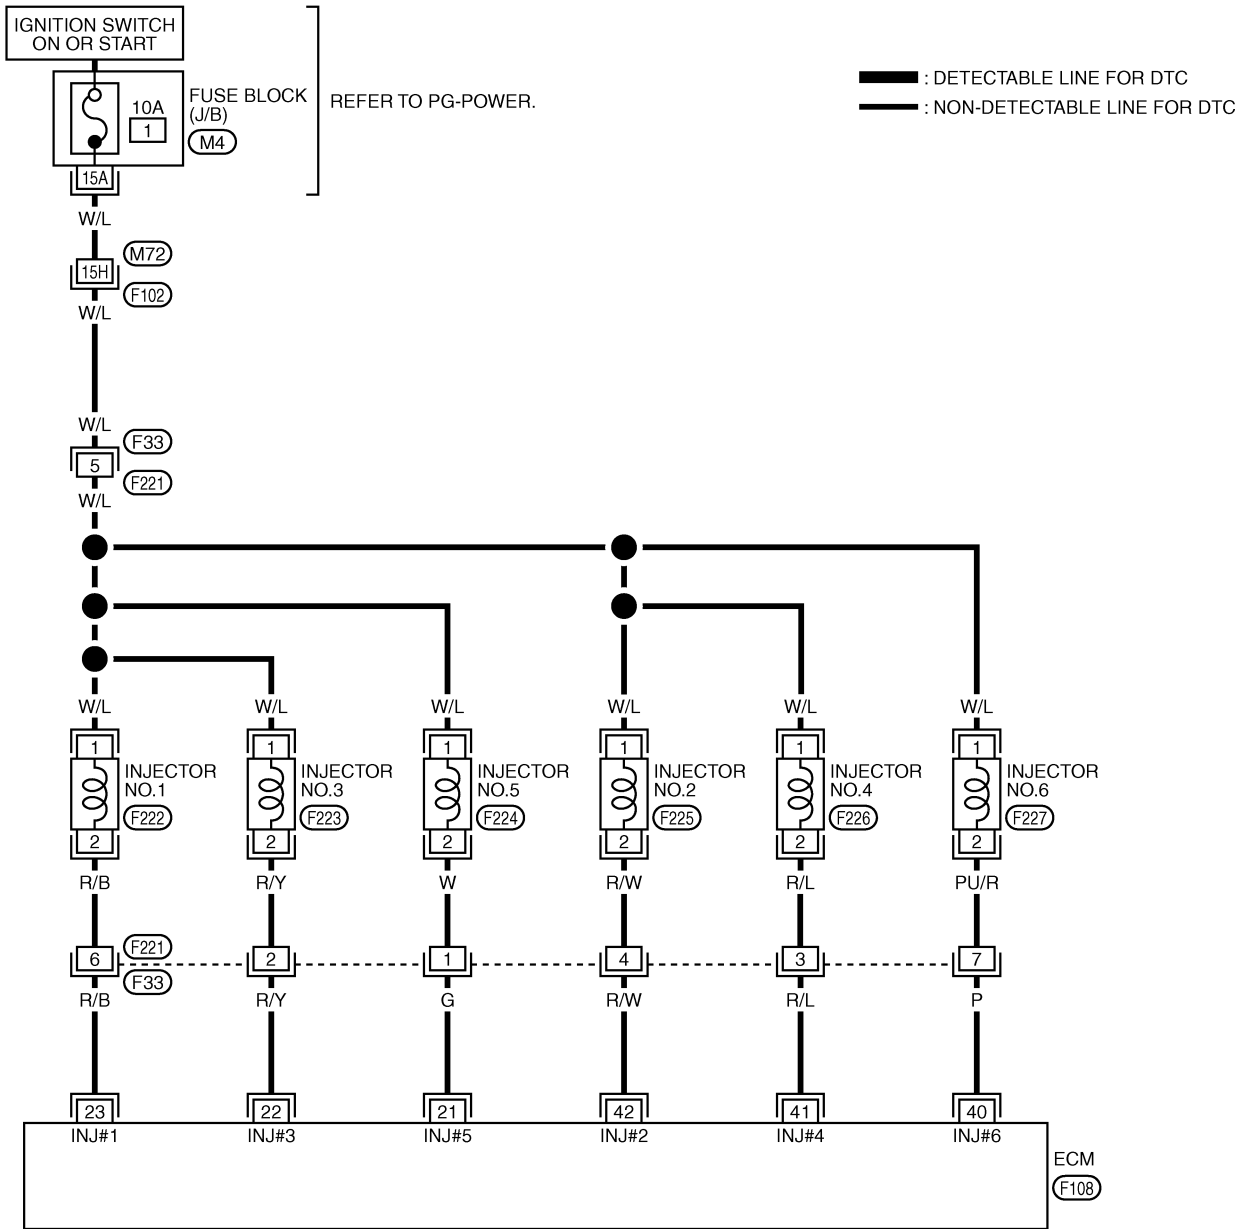 IGNITION SWITCH
ON OR START
10A
1
FUSE BLOCK
(J/B)
M4
REFER TO PG-POWER.
: DETECTABLE LINE FOR DTC
: NON-DETECTABLE LINE FOR DTC
15A
W/L
M72
15H
F102
W/L
W/L
F33
5
F221
W/L
W/L W/L W/L W/L W/L W/L
1 1 1 1 1 1
INJECTOR
NO.1
F222
INJECTOR
NO.3
F223
INJECTOR
NO.5
F224
INJECTOR
NO.2
F225
INJECTOR
NO.4
F226
INJECTOR
NO.6
F227
2 2 2 2 2 2
R/B R/Y W R/W R/L PU/R
F221
6 2 1 4 3 7
F33
R/B R/Y G R/W R/L P
23 22 21 42 41 40
INJ#1 INJ#3 INJ#5 INJ#2 INJ#4 INJ#6
ECM
F108